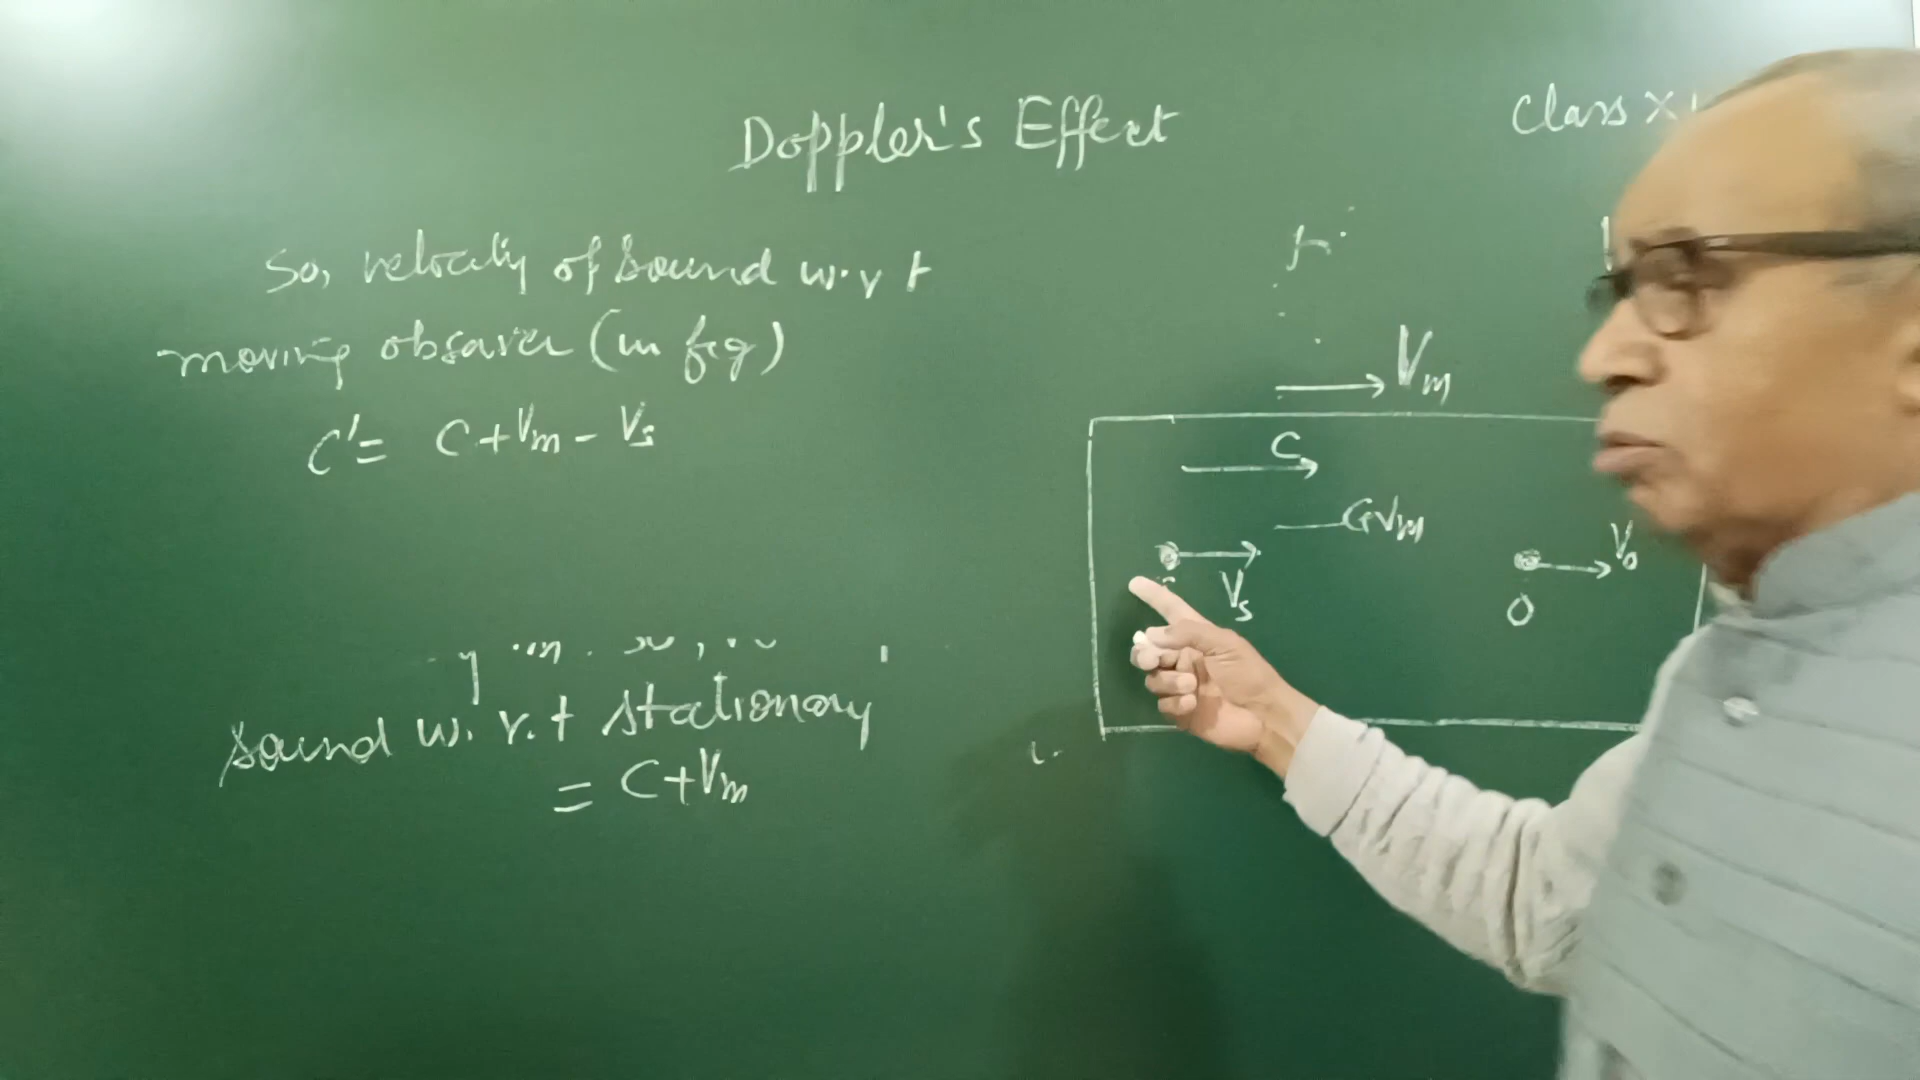 Doppler's Effect
Class X
So, velocity of sound w.r t
moving observer (in fig)
C' = C + Vm - Vs
sound w. r. t stationary
= C + Vm
Vm
C
Vm
Vs
Vo
O